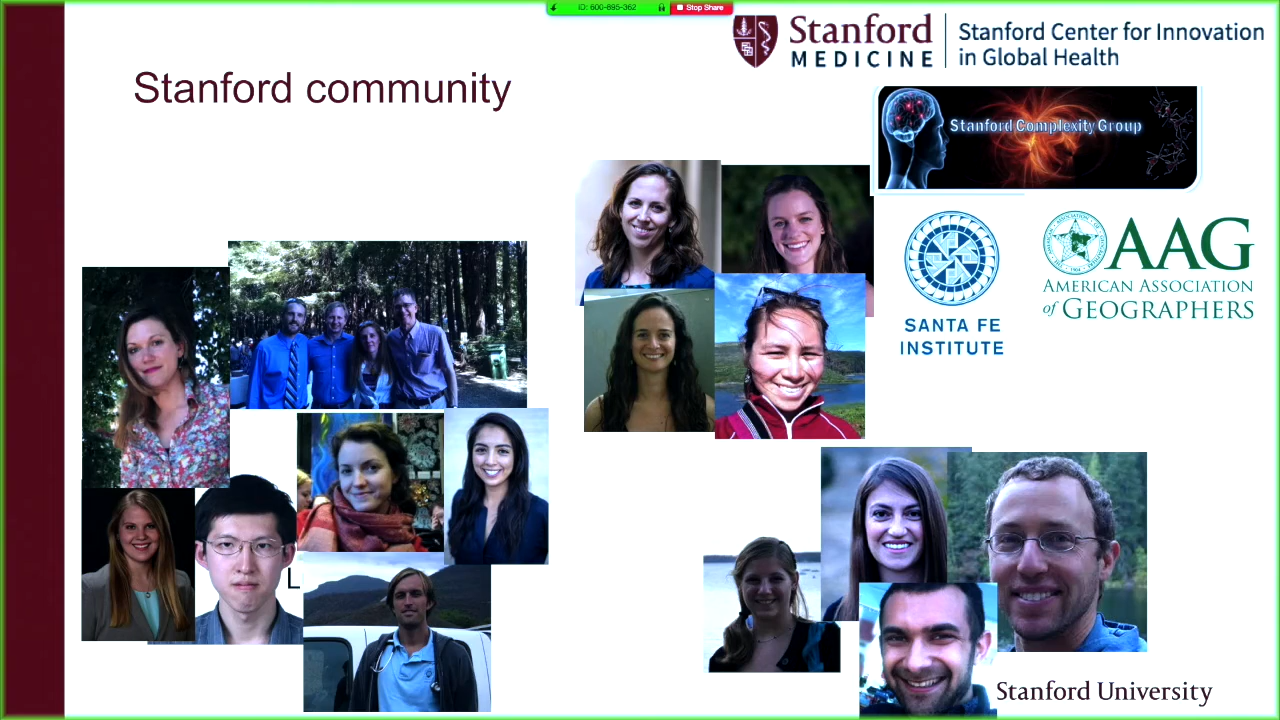 ID: 600-895-362 Stop Share
Stanford MEDICINE
Stanford Center for Innovation in Global Health
Stanford community
Stanford Complexity Group
SANTA FE INSTITUTE
AAG
AMERICAN ASSOCIATION
of GEOGRAPHERS
L
Stanford University